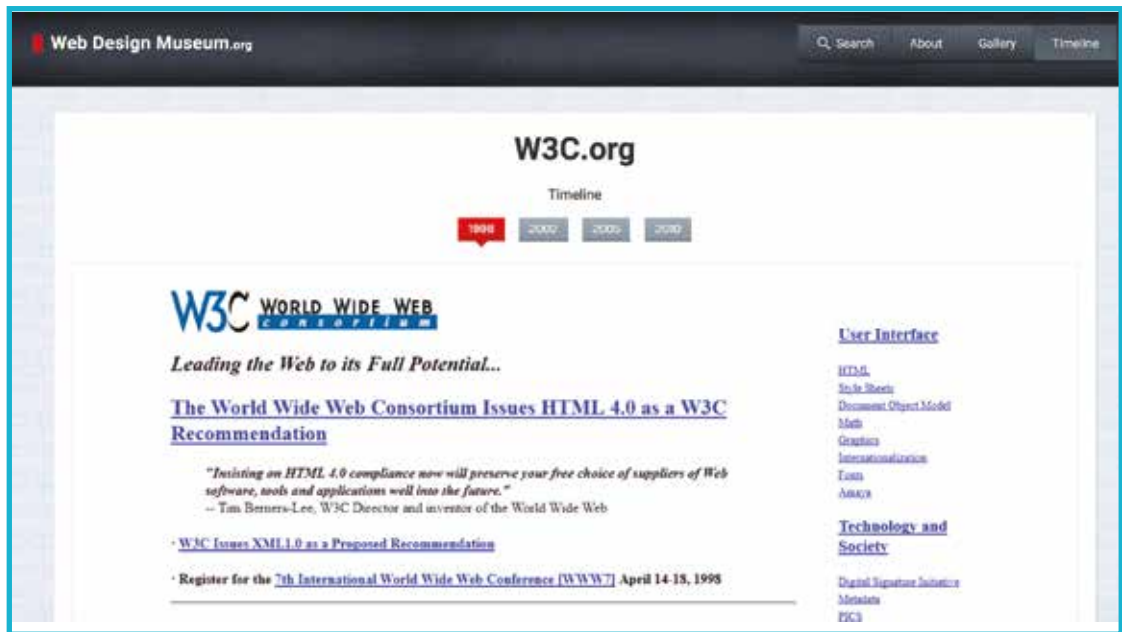 Web Design Museum.org
Search About Gallery Timeline
W3C.org
Timeline
1998 2002 2005 2010
W3C WORLD WIDE WEB
consortium
Leading the Web to its Full Potential...
The World Wide Web Consortium Issues HTML 4.0 as a W3C
Recommendation
"Insisting on HTML 4.0 compliance now will preserve your free choice of suppliers of Web
software, tools and applications well into the future."
-- Tim Berners-Lee, W3C Director and inventor of the World Wide Web
· W3C Issues XML1.0 as a Proposed Recommendation
· Register for the 7th International World Wide Web Conference [WWW7] April 14-18, 1998
User Interface
HTML
Style Sheets
Document Object Model
Math
Graphics
Internationalization
Fonts
Amaya
Technology and
Society
Digital Signature Initiative
Metadata
PICS